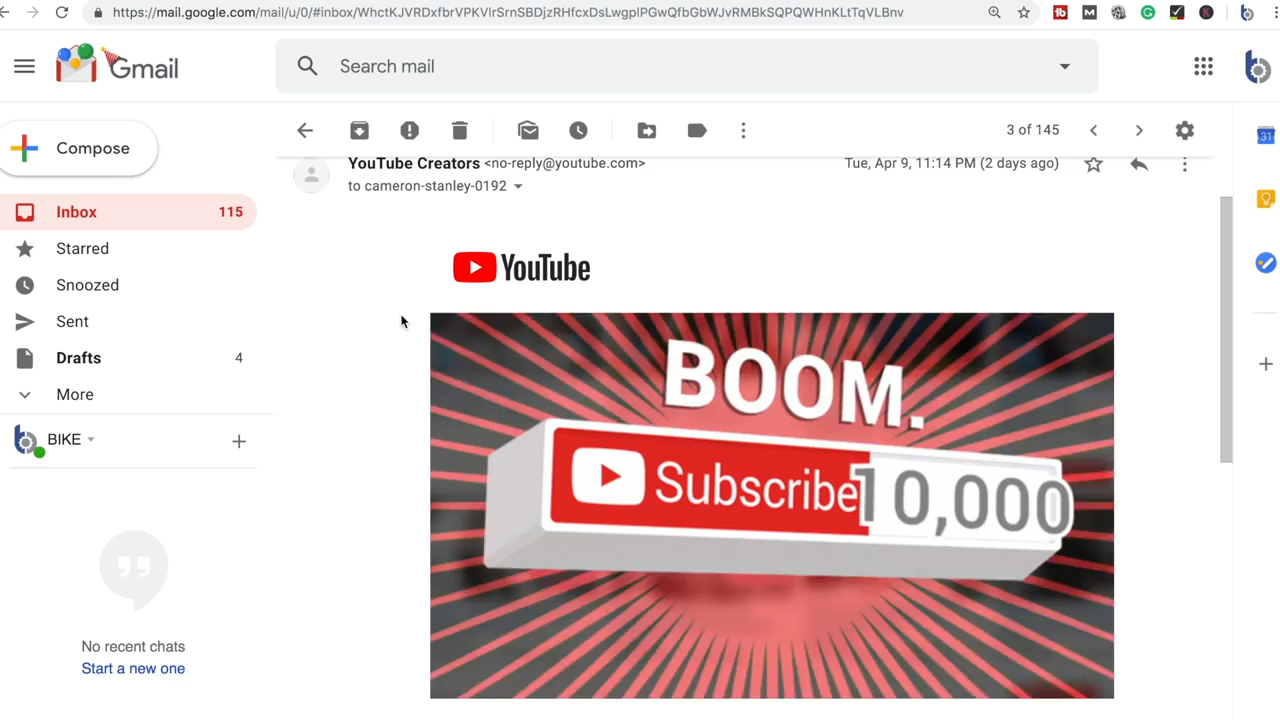 https://mail.google.com/mail/u/0/#inbox/WhctKJVRDxfbrVPKVlrSrnSBDjzRHfcxDsLwgplPGwQfbGbWJvRMBkSQPQWHnKLtTqVLBnv
Gmail
Search mail
Compose
3 of 145
YouTube Creators <no-reply@youtube.com>
Tue, Apr 9, 11:14 PM (2 days ago)
to cameron-stanley-0192
Inbox 115
Starred
Snoozed
Sent
Drafts 4
More
BIKE
No recent chats
Start a new one
YouTube
BOOM.
Subscribe 10,000
31